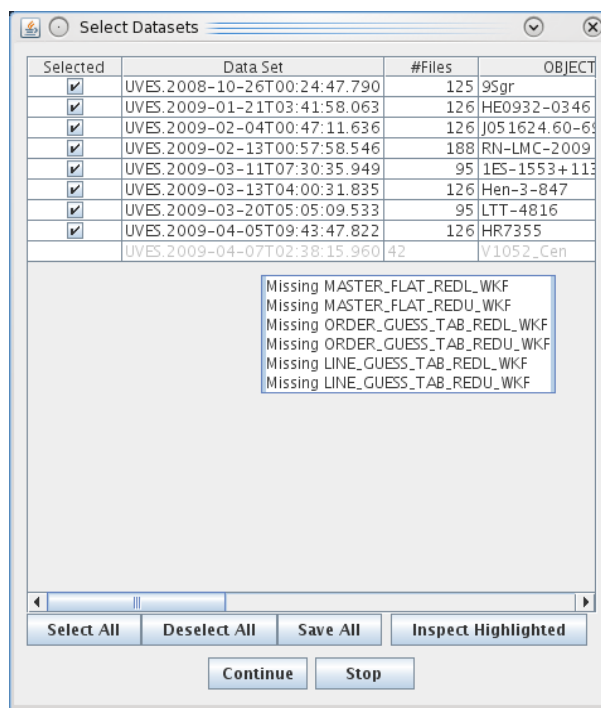 Select Datasets
Selected Data Set #Files OBJECT
UVES.2008-10-26T00:24:47.790 125 9Sgr
UVES.2009-01-21T03:41:58.063 126 HE0932-0346
UVES.2009-02-04T00:47:11.636 126 J051624.60-69
UVES.2009-02-13T00:57:58.546 188 RN-LMC-2009
UVES.2009-03-11T07:30:35.949 95 1ES-1553+113
UVES.2009-03-13T04:00:31.835 126 Hen-3-847
UVES.2009-03-20T05:05:09.533 95 LTT-4816
UVES.2009-04-05T09:43:47.822 126 HR7355
UVES.2009-04-07T02:38:15.960 42 V1052_Cen
Missing MASTER_FLAT_REDL_WKF
Missing MASTER_FLAT_REDU_WKF
Missing ORDER_GUESS_TAB_REDL_WKF
Missing ORDER_GUESS_TAB_REDU_WKF
Missing LINE_GUESS_TAB_REDL_WKF
Missing LINE_GUESS_TAB_REDU_WKF
Select All Deselect All Save All Inspect Highlighted
Continue Stop